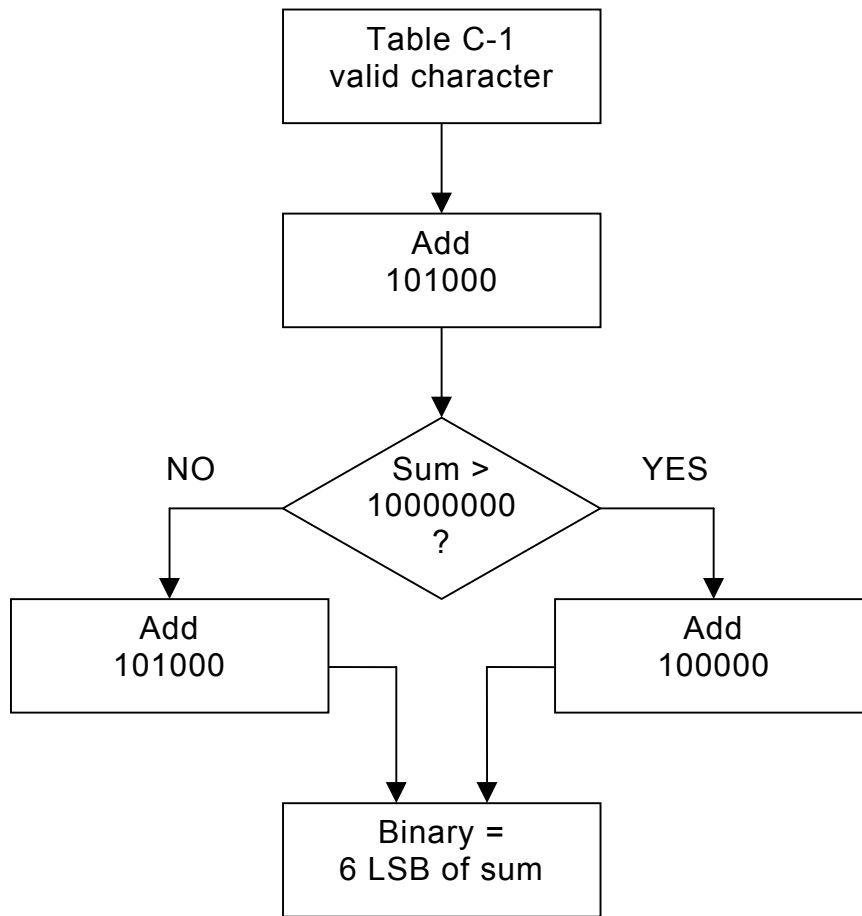 Table C-1
valid character
Add
101000
NO
Sum >
10000000
?
YES
Add
101000
Add
100000
Binary =
6 LSB of sum